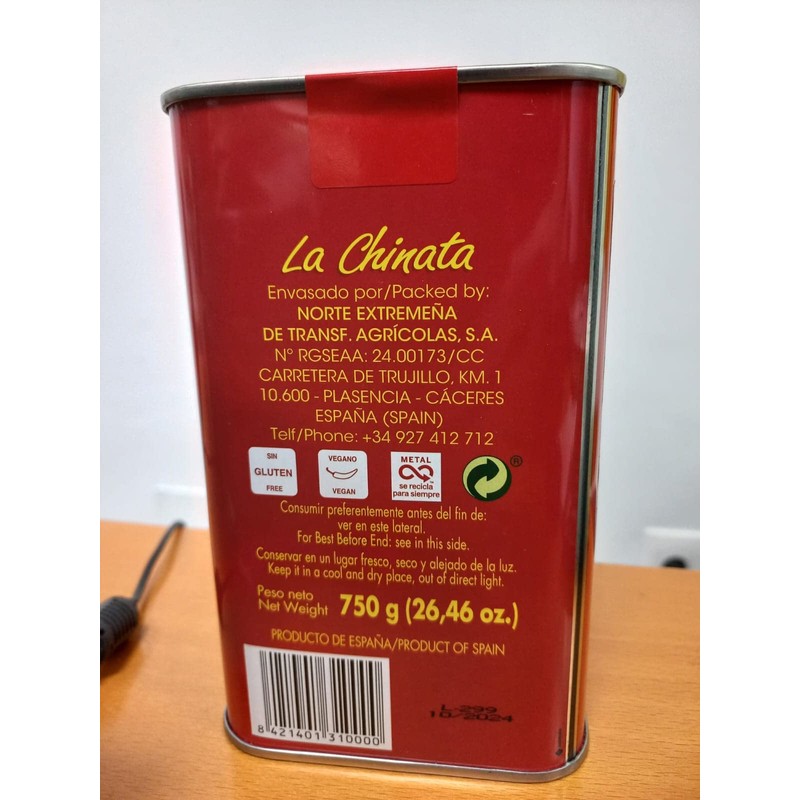 La Chinata
Envasado por/Packed by:
NORTE EXTREMEÑA
DE TRANSF. AGRÍCOLAS, S.A.
N° RGSEAA: 24.00173/CC
CARRETERA DE TRUJILLO, KM. 1
10.600 - PLASENCIA - CÁCERES
ESPAÑA (SPAIN)
Telf/Phone: +34 927 412 712
SIN
GLUTEN
FREE
VEGANO
VEGAN
METAL
se recicla
para siempre
®
Consumir preferentemente antes del fin de:
ver en este lateral.
For Best Before End: see in this side.
Conservar en un lugar fresco, seco y alejado de la luz.
Keep it in a cool and dry place, out of direct light.
Peso neto
Net Weight 750 g (26,46 oz.)
PRODUCTO DE ESPAÑA/PRODUCT OF SPAIN
L-299
10/2024
8 421401 310000